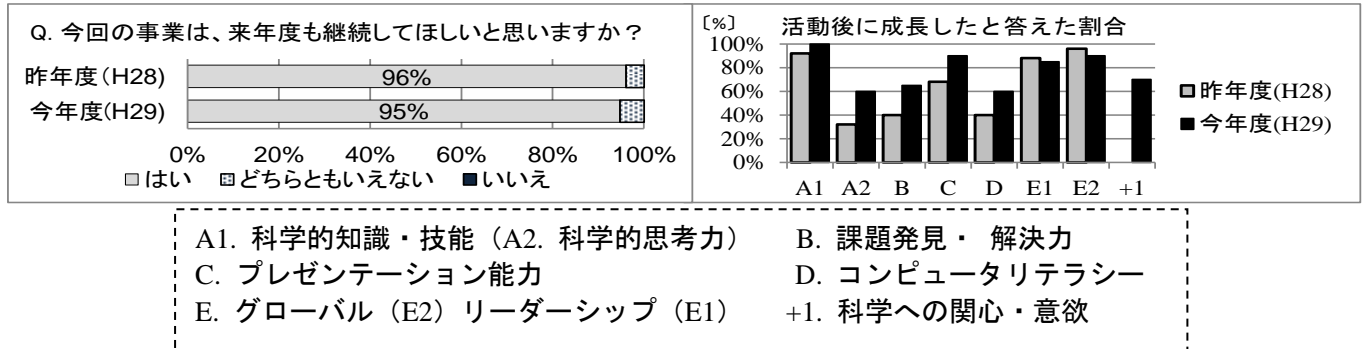 Q. 今回の事業は、来年度も継続してほしいと思いますか？
昨年度(H28)
96%
今年度(H29)
95%
0% 20% 40% 60% 80% 100%
はい どちらともいえない いいえ
〔%〕 活動後に成長したと答えた割合
100%
80%
60%
40%
20%
0%
A1 A2 B C D E1 E2 +1
昨年度(H28)
今年度(H29)
A1. 科学的知識・技能（A2. 科学的思考力） B. 課題発見・ 解決力
C. プレゼンテーション能力 D. コンピュータリテラシー
E. グローバル（E2）リーダーシップ（E1） +1. 科学への関心・意欲